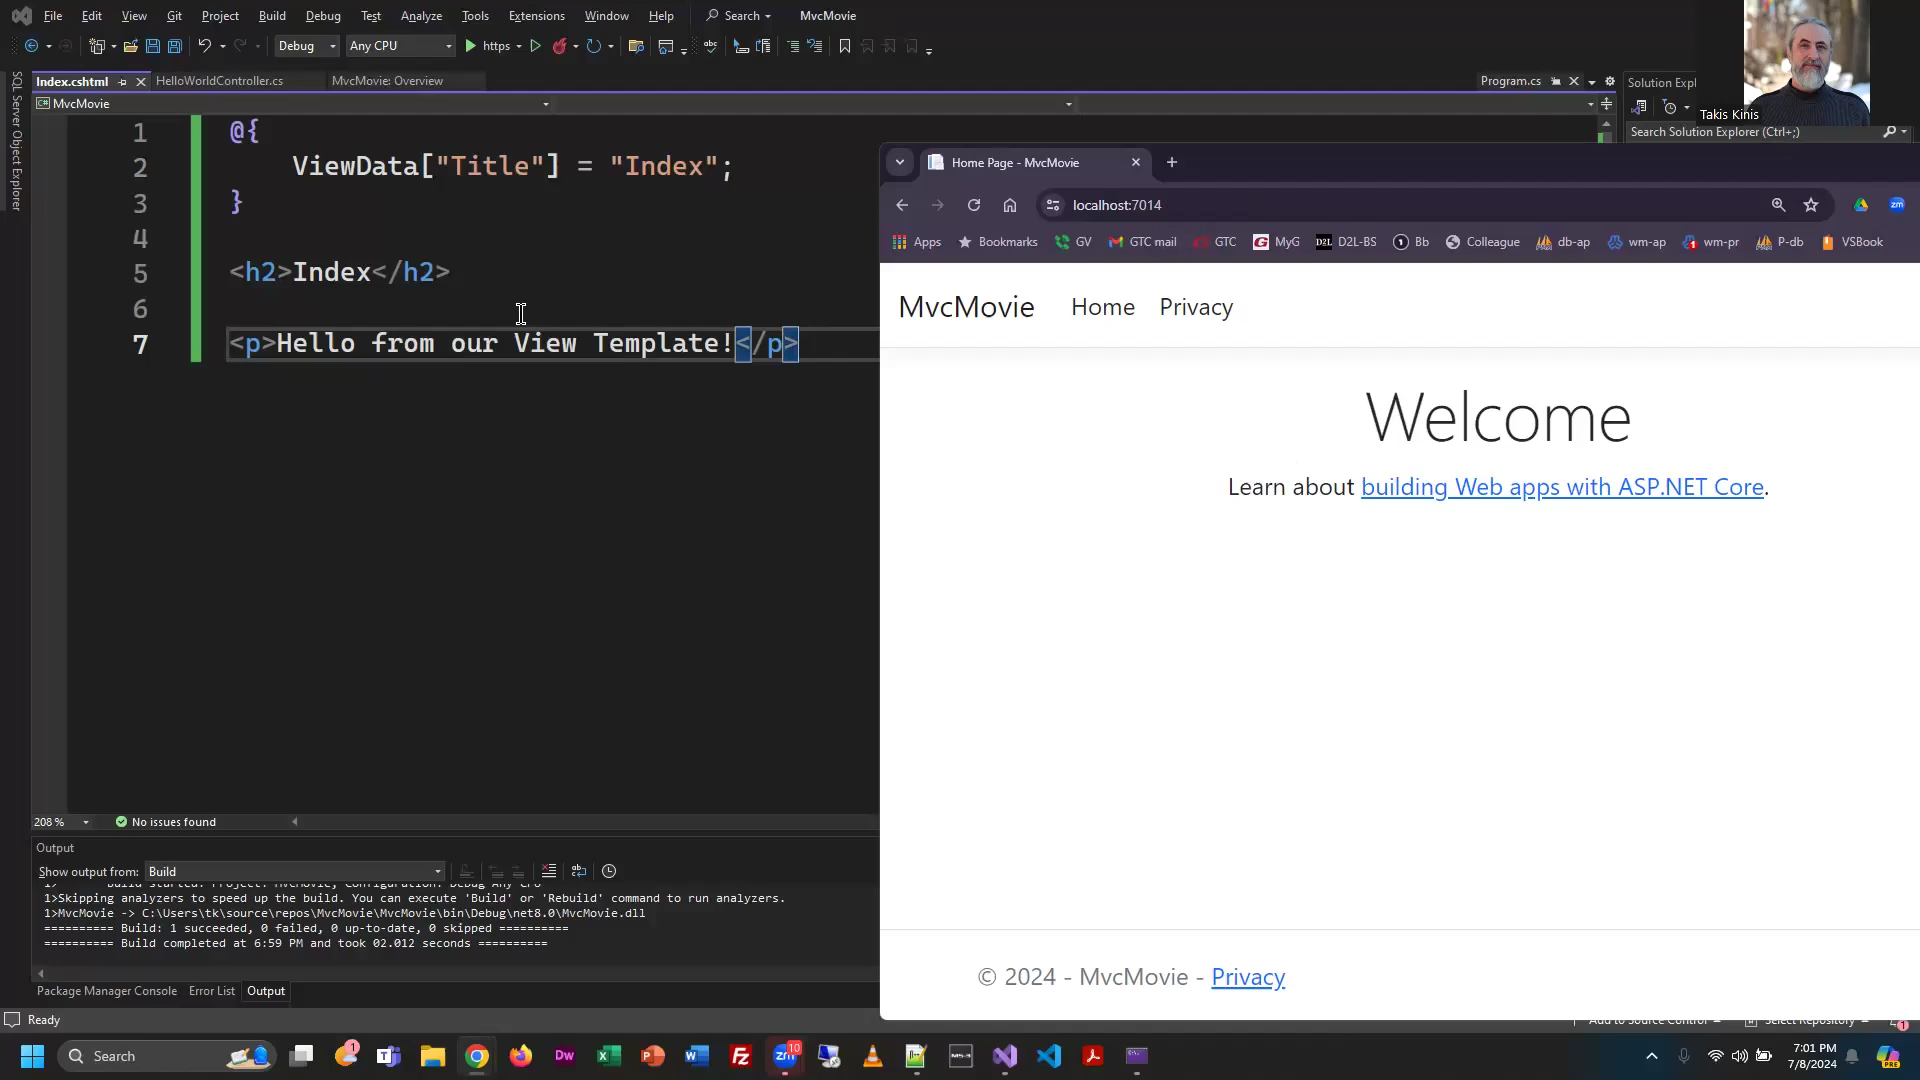 File Edit View Git Project Build Debug Test Analyze Tools Extensions Window Help Search MvcMovie
Debug Any CPU https
Takis Kinis
Index.cshtml HelloWorldController.cs MvcMovie: Overview Program.cs
Solution Expl
MvcMovie
Search Solution Explorer (Ctrl+;)
SQL Server Object Explorer
1 @{
2 ViewData["Title"] = "Index";
3 }
4
5 <h2>Index</h2>
6
7 <p>Hello from our View Template!</p>
Home Page - MvcMovie
localhost:7014
Apps Bookmarks GV GTC mail GTC MyG D2L-BS Bb Colleague db-ap wm-ap wm-pr P-db VSBook
MvcMovie Home Privacy
Welcome
Learn about building Web apps with ASP.NET Core.
© 2024 - MvcMovie - Privacy
208 % No issues found
Output
Show output from: Build
1>Skipping analyzers to speed up the build. You can execute 'Build' or 'Rebuild' command to run analyzers.
1>MvcMovie -> C:\Users\tk\source\repos\MvcMovie\MvcMovie\bin\Debug\net8.0\MvcMovie.dll
========== Build: 1 succeeded, 0 failed, 0 up-to-date, 0 skipped ==========
========== Build completed at 6:59 PM and took 02.012 seconds ==========
Package Manager Console Error List Output
Ready
Search
7:01 PM
7/8/2024